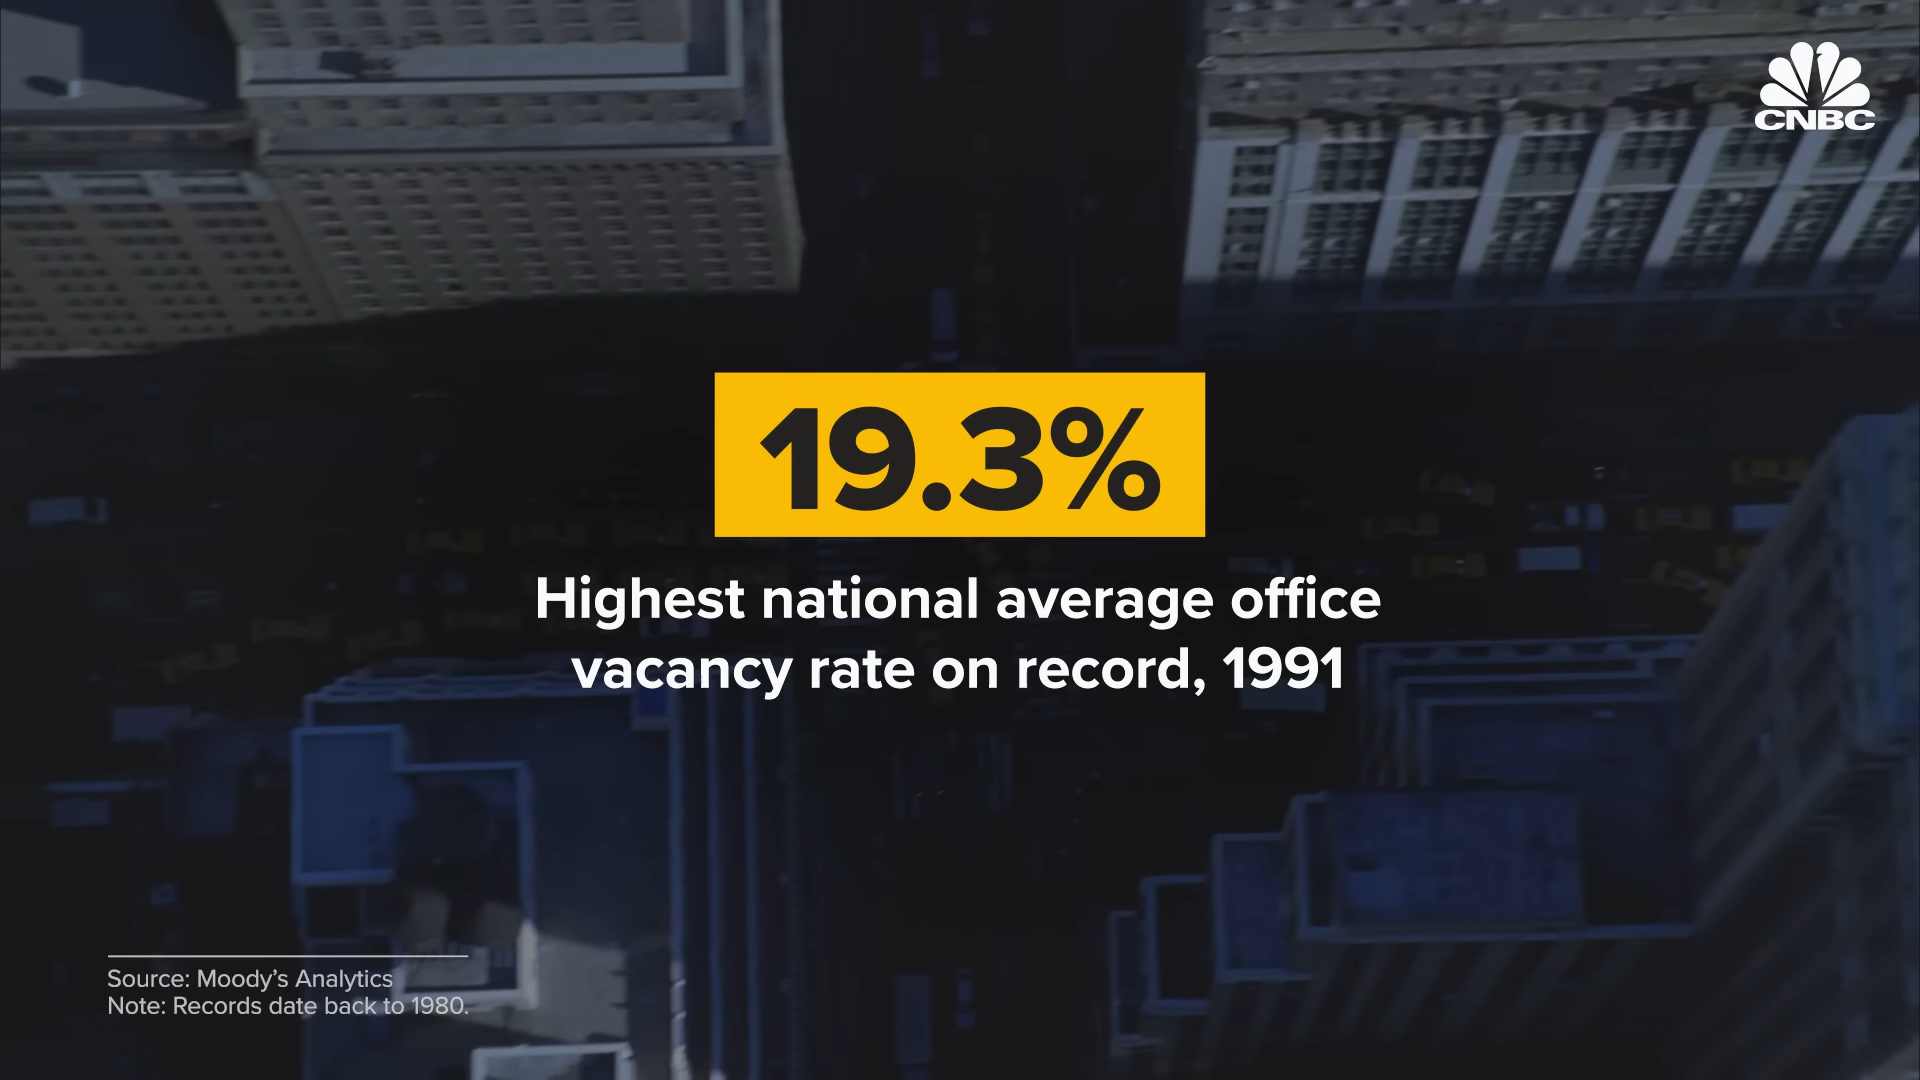 CNBC
19.3%
Highest national average office
vacancy rate on record, 1991
Source: Moody’s Analytics
Note: Records date back to 1980.